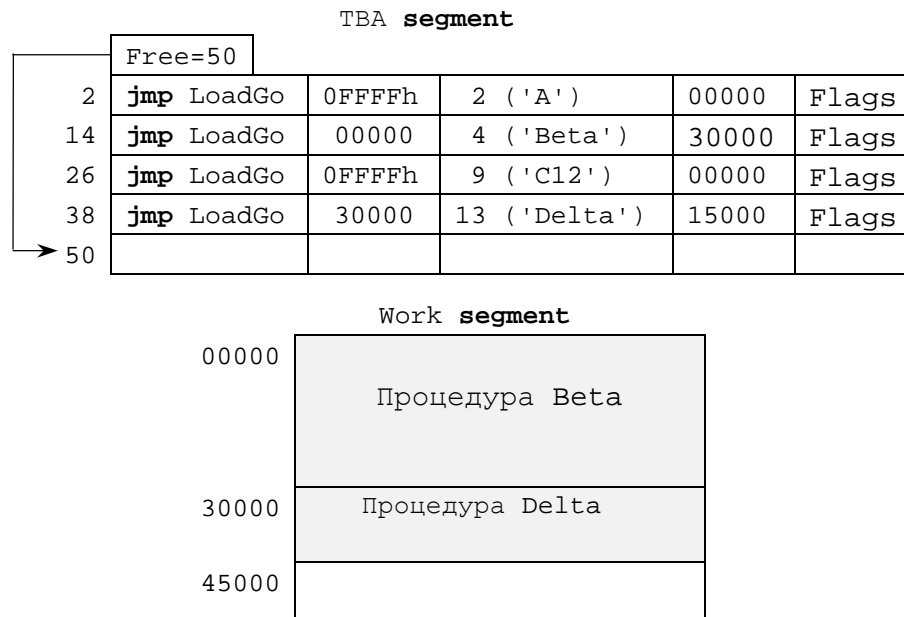 TBA segment
Free=50
2 jmp LoadGo 0FFFFh 2 ('A') 00000 Flags
14 jmp LoadGo 00000 4 ('Beta') 30000 Flags
26 jmp LoadGo 0FFFFh 9 ('C12') 00000 Flags
38 jmp LoadGo 30000 13 ('Delta') 15000 Flags
50
Work segment
00000
Процедура Beta
30000 Процедура Delta
45000